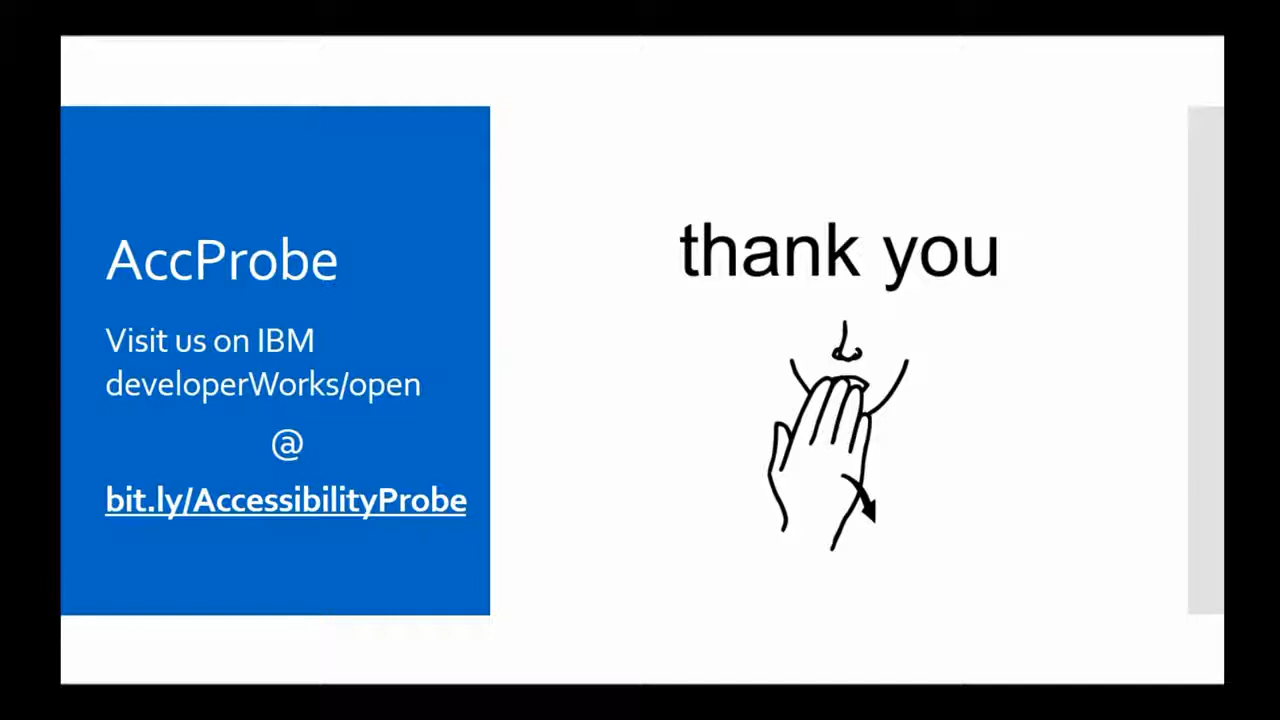 AccProbe
Visit us on IBM
developerWorks/open
@
bit.ly/AccessibilityProbe
thank you